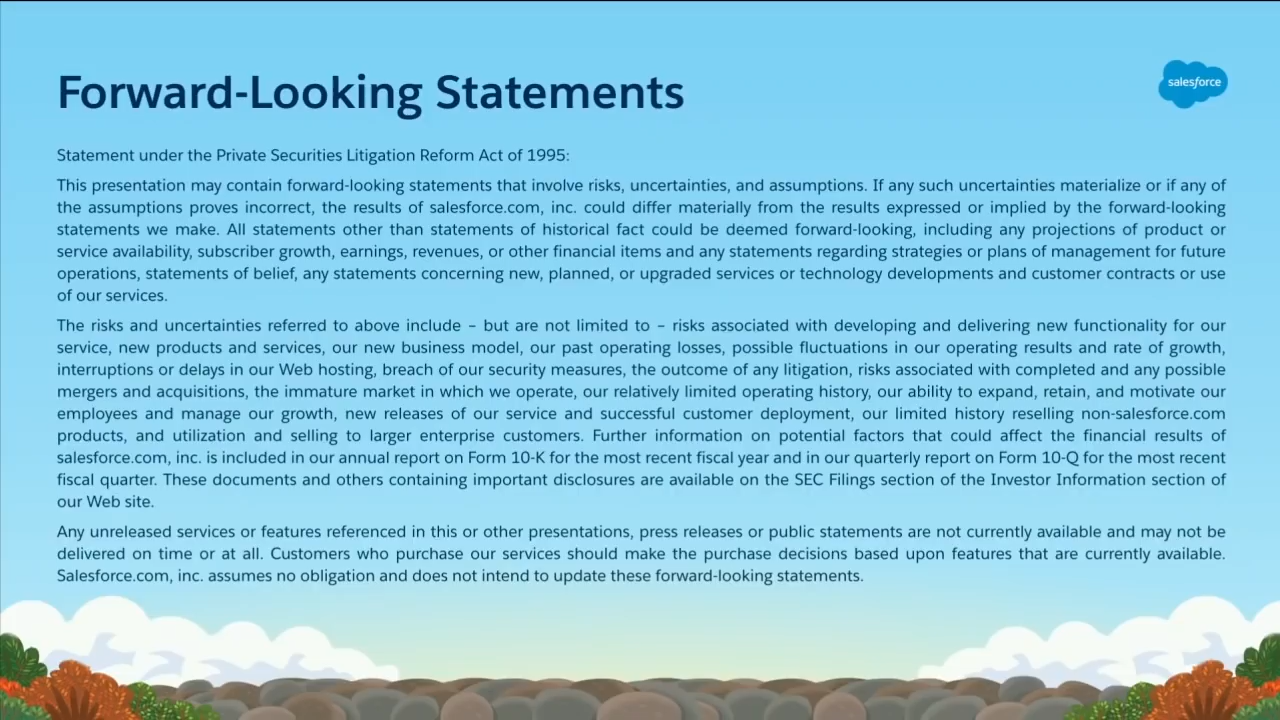 Forward-Looking Statements
salesforce
Statement under the Private Securities Litigation Reform Act of 1995:
This presentation may contain forward-looking statements that involve risks, uncertainties, and assumptions. If any such uncertainties materialize or if any of
the assumptions proves incorrect, the results of salesforce.com, inc. could differ materially from the results expressed or implied by the forward-looking
statements we make. All statements other than statements of historical fact could be deemed forward-looking, including any projections of product or
service availability, subscriber growth, earnings, revenues, or other financial items and any statements regarding strategies or plans of management for future
operations, statements of belief, any statements concerning new, planned, or upgraded services or technology developments and customer contracts or use
of our services.
The risks and uncertainties referred to above include – but are not limited to – risks associated with developing and delivering new functionality for our
service, new products and services, our new business model, our past operating losses, possible fluctuations in our operating results and rate of growth,
interruptions or delays in our Web hosting, breach of our security measures, the outcome of any litigation, risks associated with completed and any possible
mergers and acquisitions, the immature market in which we operate, our relatively limited operating history, our ability to expand, retain, and motivate our
employees and manage our growth, new releases of our service and successful customer deployment, our limited history reselling non-salesforce.com
products, and utilization and selling to larger enterprise customers. Further information on potential factors that could affect the financial results of
salesforce.com, inc. is included in our annual report on Form 10-K for the most recent fiscal year and in our quarterly report on Form 10-Q for the most recent
fiscal quarter. These documents and others containing important disclosures are available on the SEC Filings section of the Investor Information section of
our Web site.
Any unreleased services or features referenced in this or other presentations, press releases or public statements are not currently available and may not be
delivered on time or at all. Customers who purchase our services should make the purchase decisions based upon features that are currently available.
Salesforce.com, inc. assumes no obligation and does not intend to update these forward-looking statements.